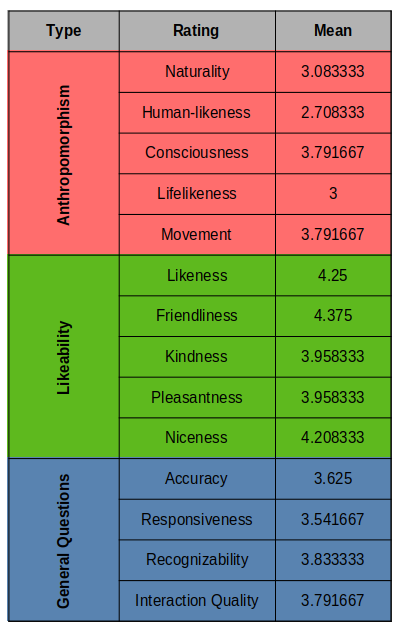 Type Rating Mean
Anthropomorphism
Naturality 3.083333
Human-likeness 2.708333
Consciousness 3.791667
Lifelikeness 3
Movement 3.791667
Likeability
Likeness 4.25
Friendliness 4.375
Kindness 3.958333
Pleasantness 3.958333
Niceness 4.208333
General Questions
Accuracy 3.625
Responsiveness 3.541667
Recognizability 3.833333
Interaction Quality 3.791667